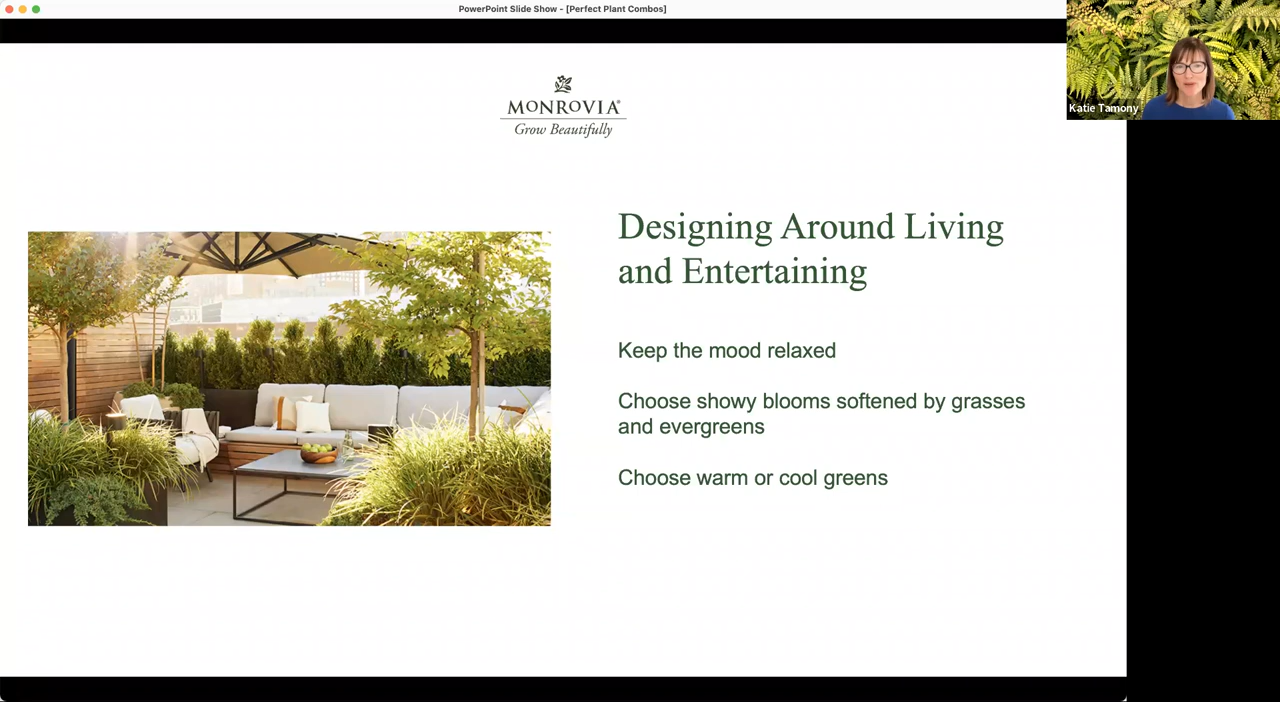 PowerPoint Slide Show - [Perfect Plant Combos]
Katie Tamony
MONROVIA®
Grow Beautifully
Designing Around Living
and Entertaining
Keep the mood relaxed
Choose showy blooms softened by grasses
and evergreens
Choose warm or cool greens